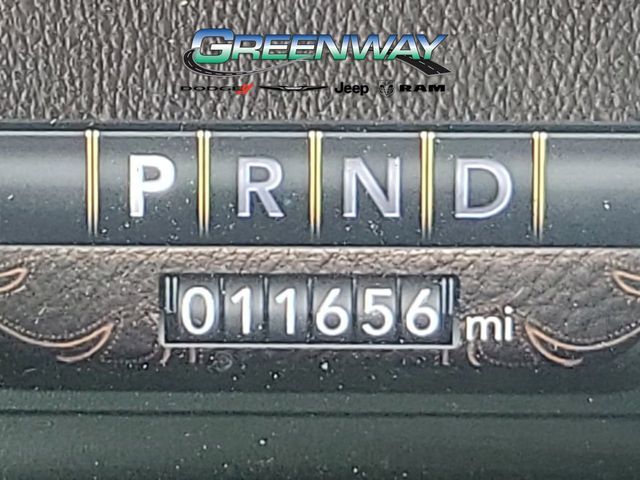 GREENWAY
DODGE Jeep RAM
P R N D
011656 mi